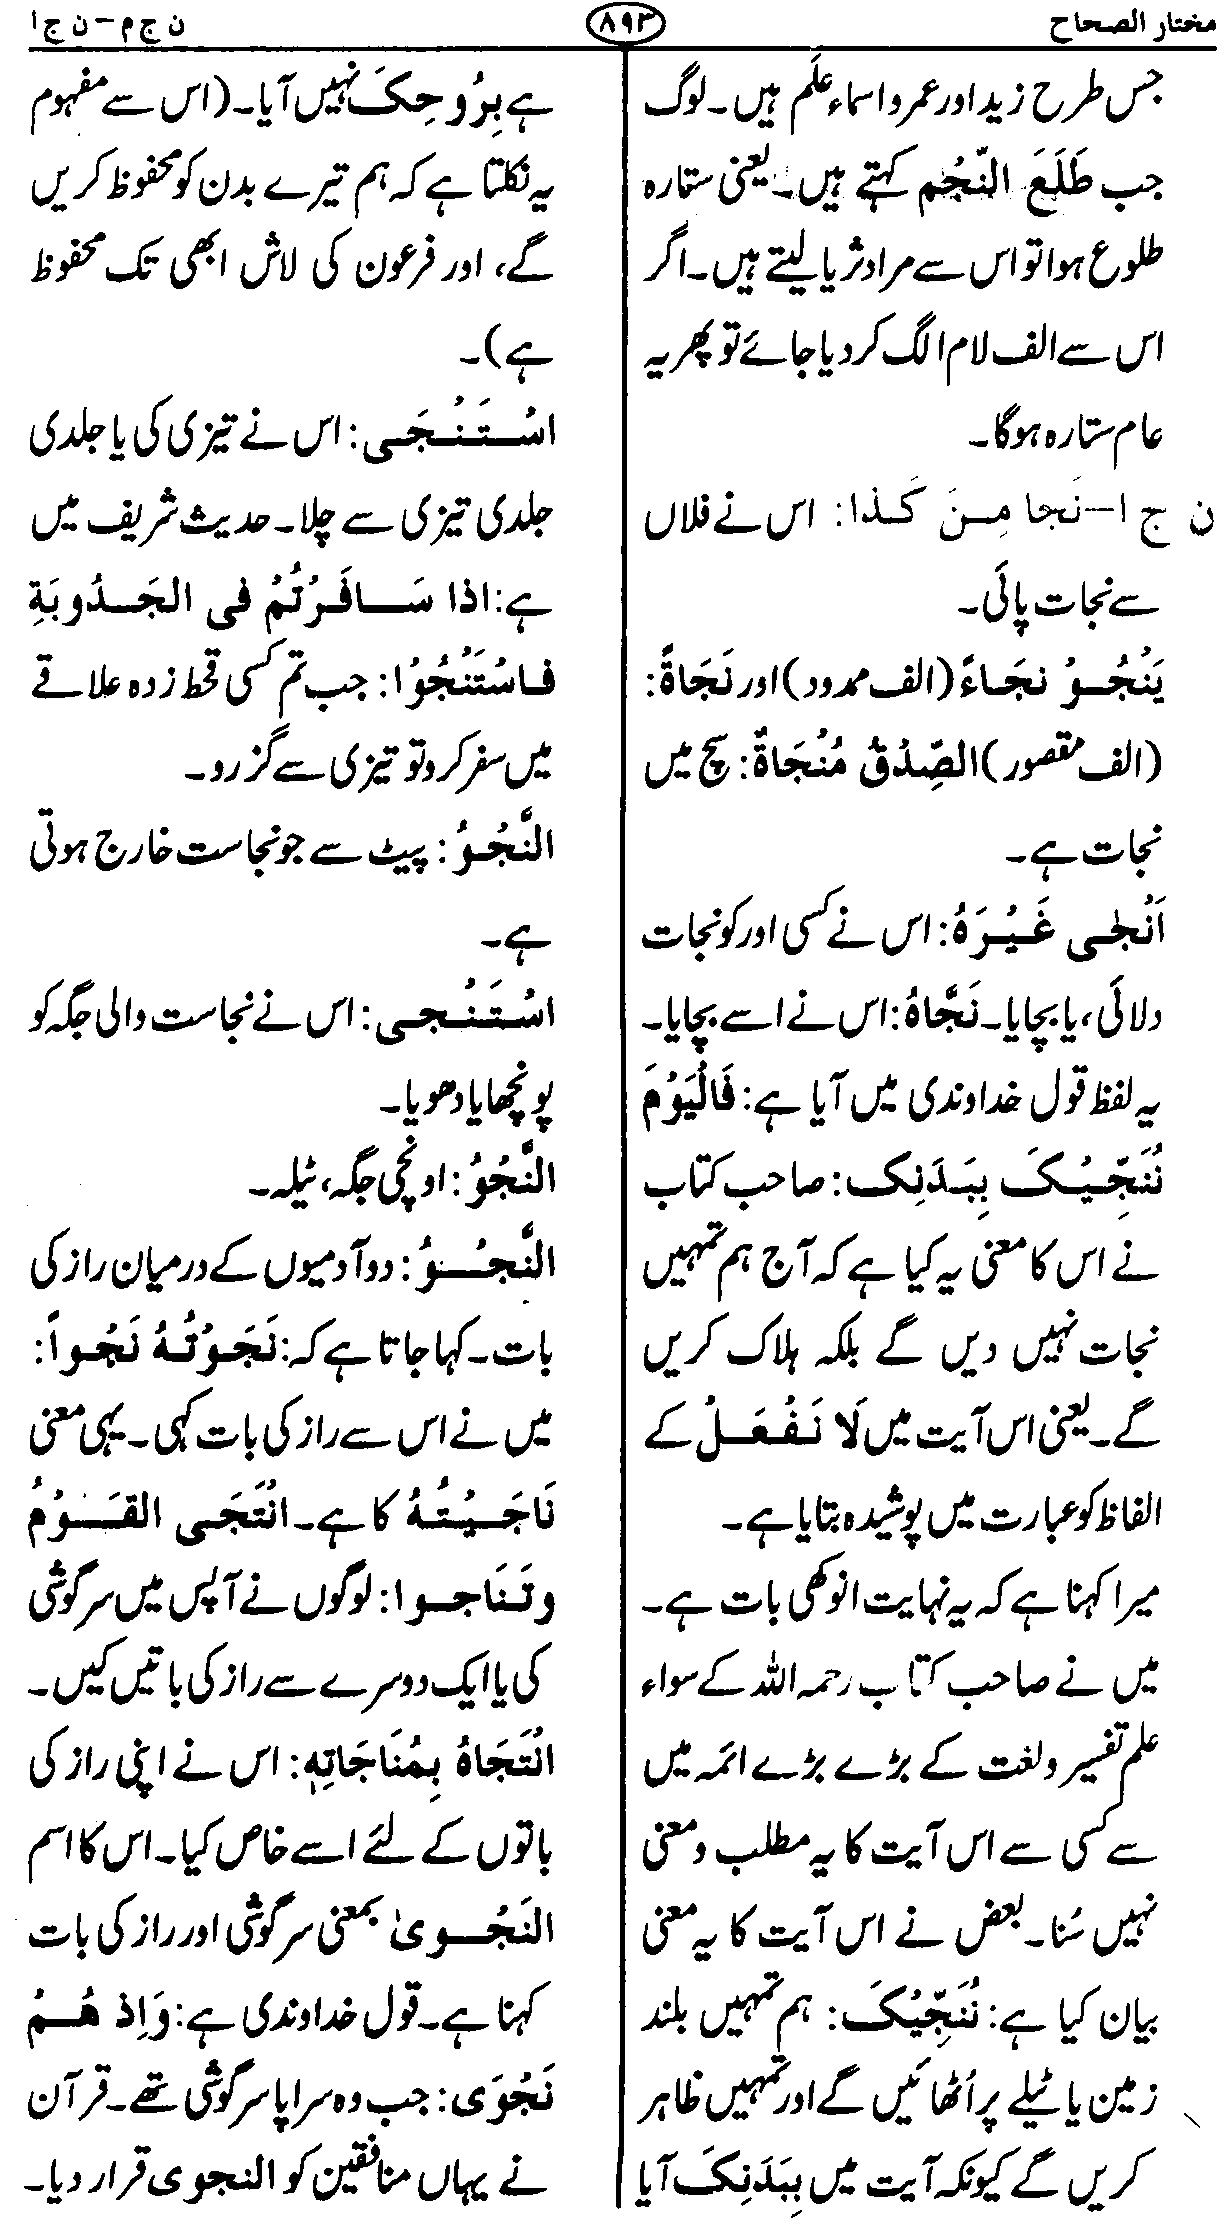 مختار الصحاح
۸۹۳
ن ج م – ن ج ا
جس طرح زید اور عمرو اسماء علَم ہیں۔ لوگ
جب طَلَعَ النّجُم کہتے ہیں۔ یعنی ستارہ
طلوع ہوا تو اس سے مراد ثریا لیتے ہیں۔ اگر
اس سے الف لام الگ کر دیا جائے تو پھر یہ
عام ستارہ ہوگا۔
ن ج ا – نَجا مِنَ كَذا: اس نے فلاں
سے نجات پائی۔
يَنْجُوُ نجَاءً (الف ممدود) اور نَجَاةً:
(الف مقصور) الصِّدْقُ مُنْجَاةٌ: سچ میں
نجات ہے۔
اَنْجٰى غَيْرَهُ: اس نے کسی اور کو نجات
دلائی، یا بچایا۔ نَجَّاهُ: اس نے اسے بچایا۔
یہ لفظ قول خداوندی میں آیا ہے: فَالْيَوْمَ
نُنَجِّيْكَ بِبَدَنِكَ: صاحب کتاب
نے اس کا معنی یہ کیا ہے کہ آج ہم تمہیں
نجات نہیں دیں گے بلکہ ہلاک کریں
گے۔ یعنی اس آیت میں لَا نَفْعَلُ کے
الفاظ کو عبارت میں پوشیدہ بتایا ہے۔
میرا کہنا ہے کہ یہ نہایت انوکھی بات ہے۔
میں نے صاحب کتاب رحمہ اللہ کے سواء
علم تفسیر ولغت کے بڑے بڑے ائمہ میں
سے کسی سے اس آیت کا یہ مطلب و معنی
نہیں سُنا۔ بعض نے اس آیت کا یہ معنی
بیان کیا ہے: نُنَجِّيْكَ: ہم تمہیں بلند
زمین یا ٹیلے پر اُٹھائیں گے اور تمہیں ظاہر
کریں گے کیونکہ آیت میں بِبَدَنِكَ آیا
ہے بِرُوحِكَ نہیں آیا۔ (اس سے مفہوم
یہ نکلتا ہے کہ ہم تیرے بدن کو محفوظ کریں
گے، اور فرعون کی لاش ابھی تک محفوظ
ہے)۔
اسْتَنْجَى: اس نے تیزی کی یا جلدی
جلدی تیزی سے چلا۔ حدیث شریف میں
ہے: اذا سَافَرْتُمْ فى الجَدُوبَةِ
فاسْتَنْجُوْا: جب تم کسی قحط زدہ علاقے
میں سفر کرو تو تیزی سے گزرو۔
النَّجْوُ: پیٹ سے جو نجاست خارج ہوتی
ہے۔
اسْتَنْجى: اس نے نجاست والی جگہ کو
پونچھا یا دھویا۔
النَّجْوُ: اونچی جگہ، ٹیلہ۔
النَّجْوُ: دو آدمیوں کے درمیان راز کی
بات۔ کہا جاتا ہے کہ: نَجَوْتُهُ نَجْواً:
میں نے اس سے راز کی بات کہی۔ یہی معنی
نَاجَيْتُهُ کا ہے۔ انْتَجَى القَوْمُ
وتَنَاجوا: لوگوں نے آپس میں سرگوشی
کی یا ایک دوسرے سے راز کی باتیں کیں۔
انْتَجَاهُ بِمُنَاجَاتِهٖ: اس نے اپنی راز کی
باتوں کے لئے اسے خاص کیا۔ اس کا اسم
النَجْوىٰ بمعنی سرگوشی اور راز کی بات
کہنا ہے۔ قول خداوندی ہے: وَاِذْ هُمْ
نَجْوَى: جب وہ سراپا سرگوشی تھے۔ قرآن
نے یہاں منافقین کو النجوی قرار دیا۔